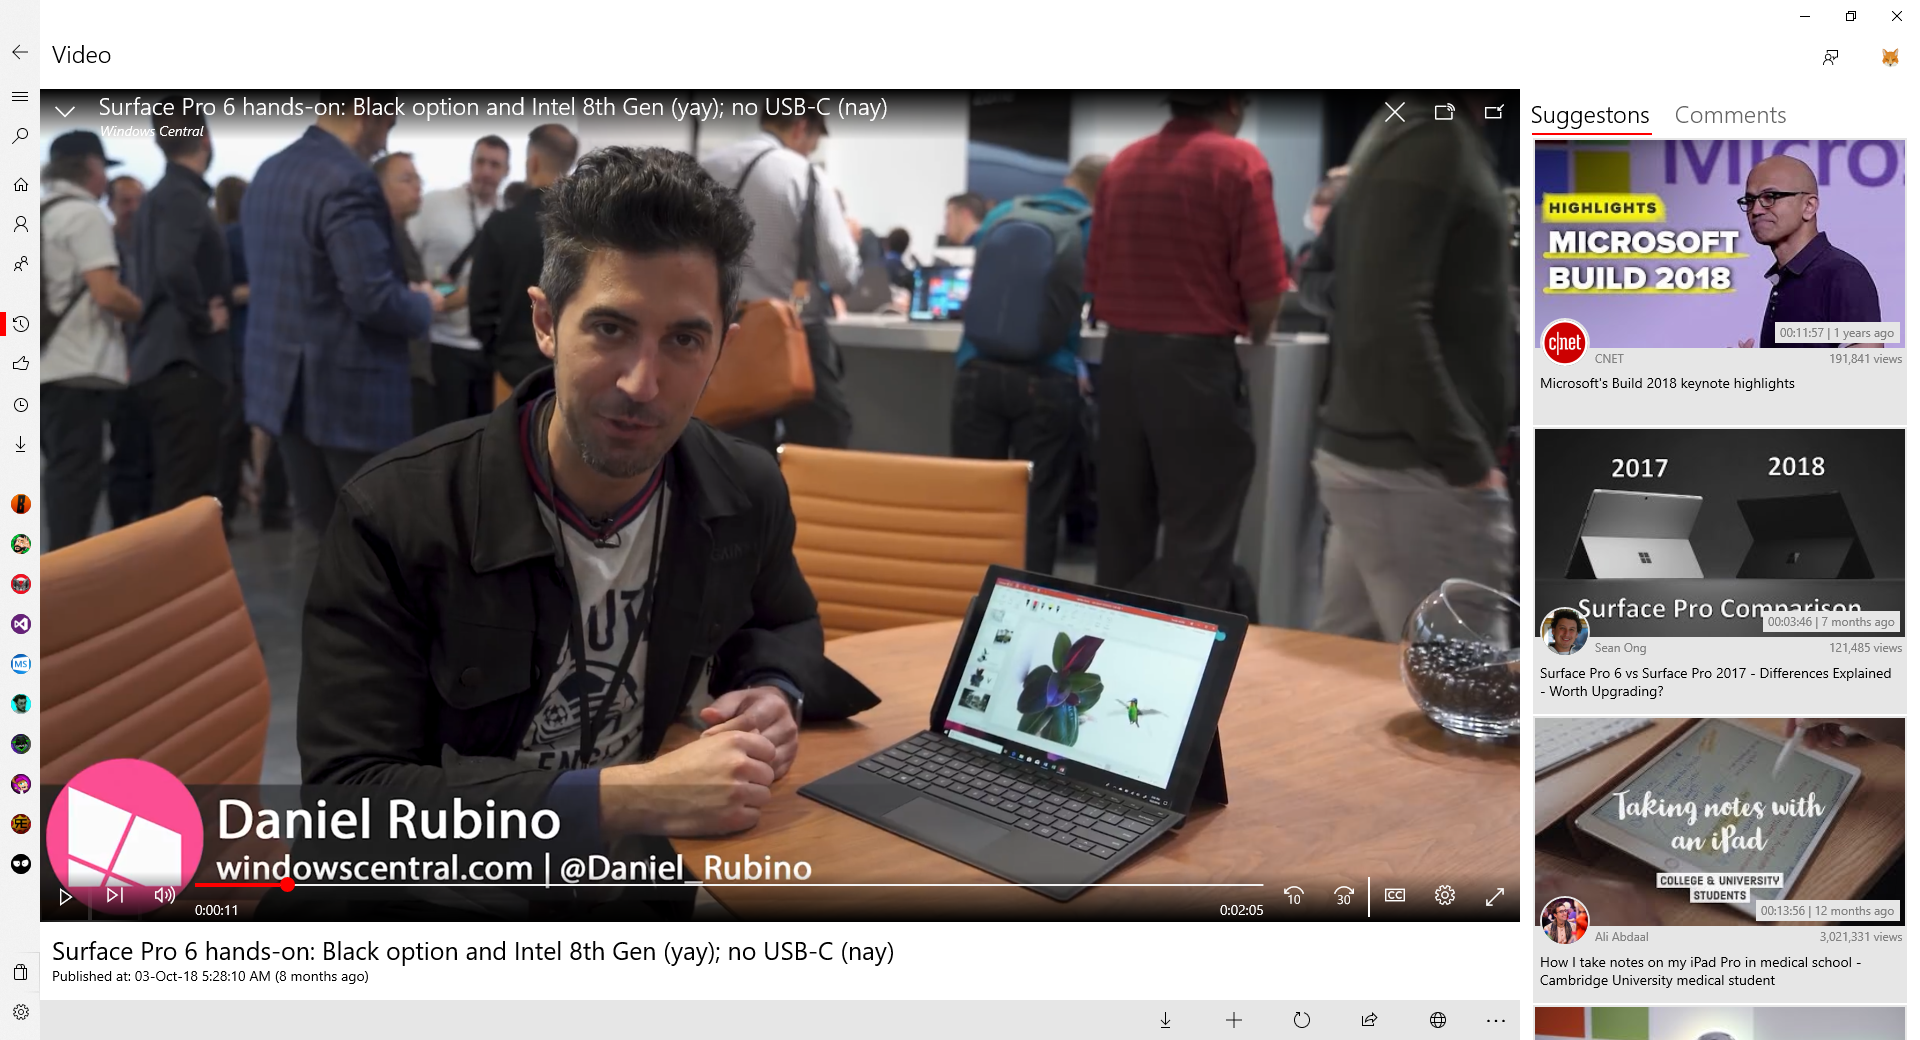 Video
Surface Pro 6 hands-on: Black option and Intel 8th Gen (yay); no USB-C (nay)
Windows Central
Daniel Rubino
windowscentral.com | @Daniel_Rubino
0:00:11
0:02:05
10
30
CC
Surface Pro 6 hands-on: Black option and Intel 8th Gen (yay); no USB-C (nay)
Published at: 03-Oct-18 5:28:10 AM (8 months ago)
Suggestons
Comments
Micros
HIGHLIGHTS
MICROSOFT
BUILD 2018
00:11:57 | 1 years ago
c|net
CNET
191,841 views
Microsoft's Build 2018 keynote highlights
2017
2018
Surface Pro Comparison
00:03:46 | 7 months ago
Sean Ong
121,485 views
Surface Pro 6 vs Surface Pro 2017 - Differences Explained
- Worth Upgrading?
Taking notes with
an iPad
COLLEGE & UNIVERSITY
STUDENTS
00:13:56 | 12 months ago
Ali Abdaal
3,021,331 views
How I take notes on my iPad Pro in medical school -
Cambridge University medical student
MS